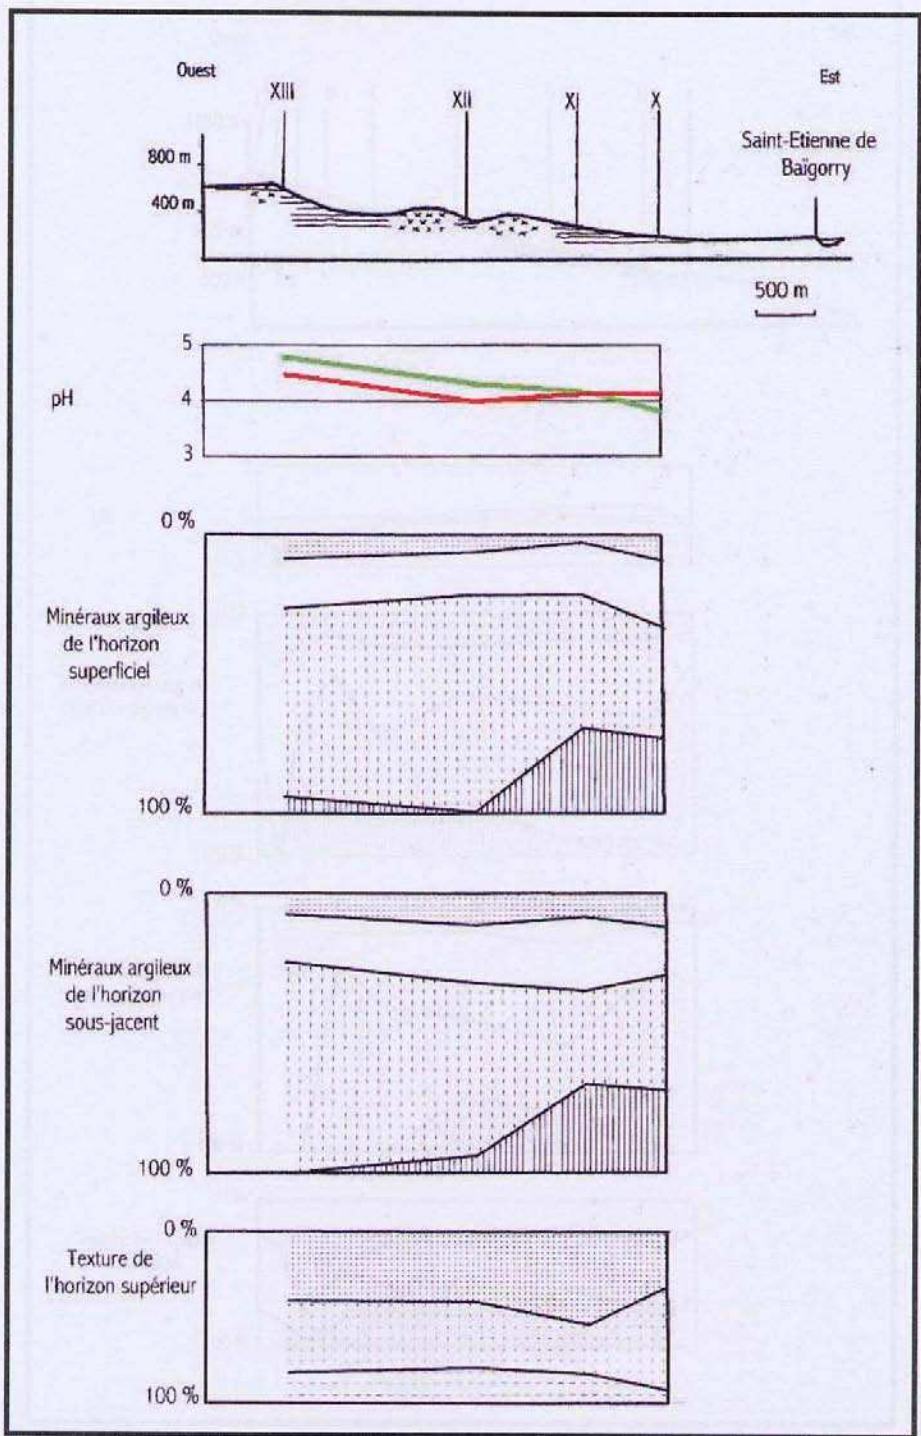 Ouest
Est
XIII
XII
XI
X
Saint-Etienne de
Baïgorry
800 m
400 m
500 m
pH
5
4
3
0 %
Minéraux argileux
de l'horizon
superficiel
100 %
0 %
Minéraux argileux
de l'horizon
sous-jacent
100 %
0 %
Texture de
l'horizon supérieur
100 %